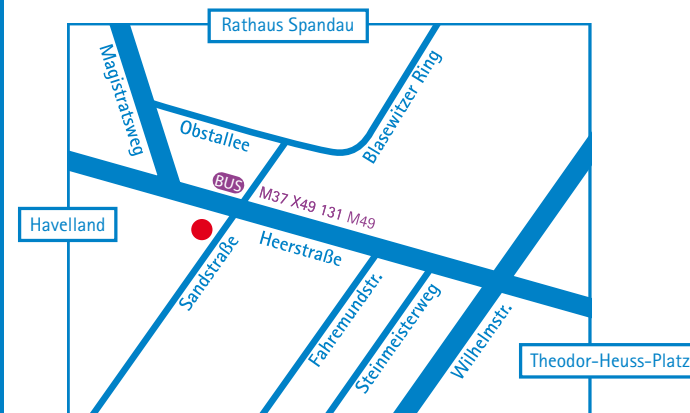 Rathaus Spandau
Magistratsweg
Obstallee
Blasewitzer Ring
BUS
M37 X49 131 M49
Havelland
Heerstraße
Sandstraße
Fahremundstr.
Steinmeisterweg
Wilhelmstr.
Theodor-Heuss-Platz